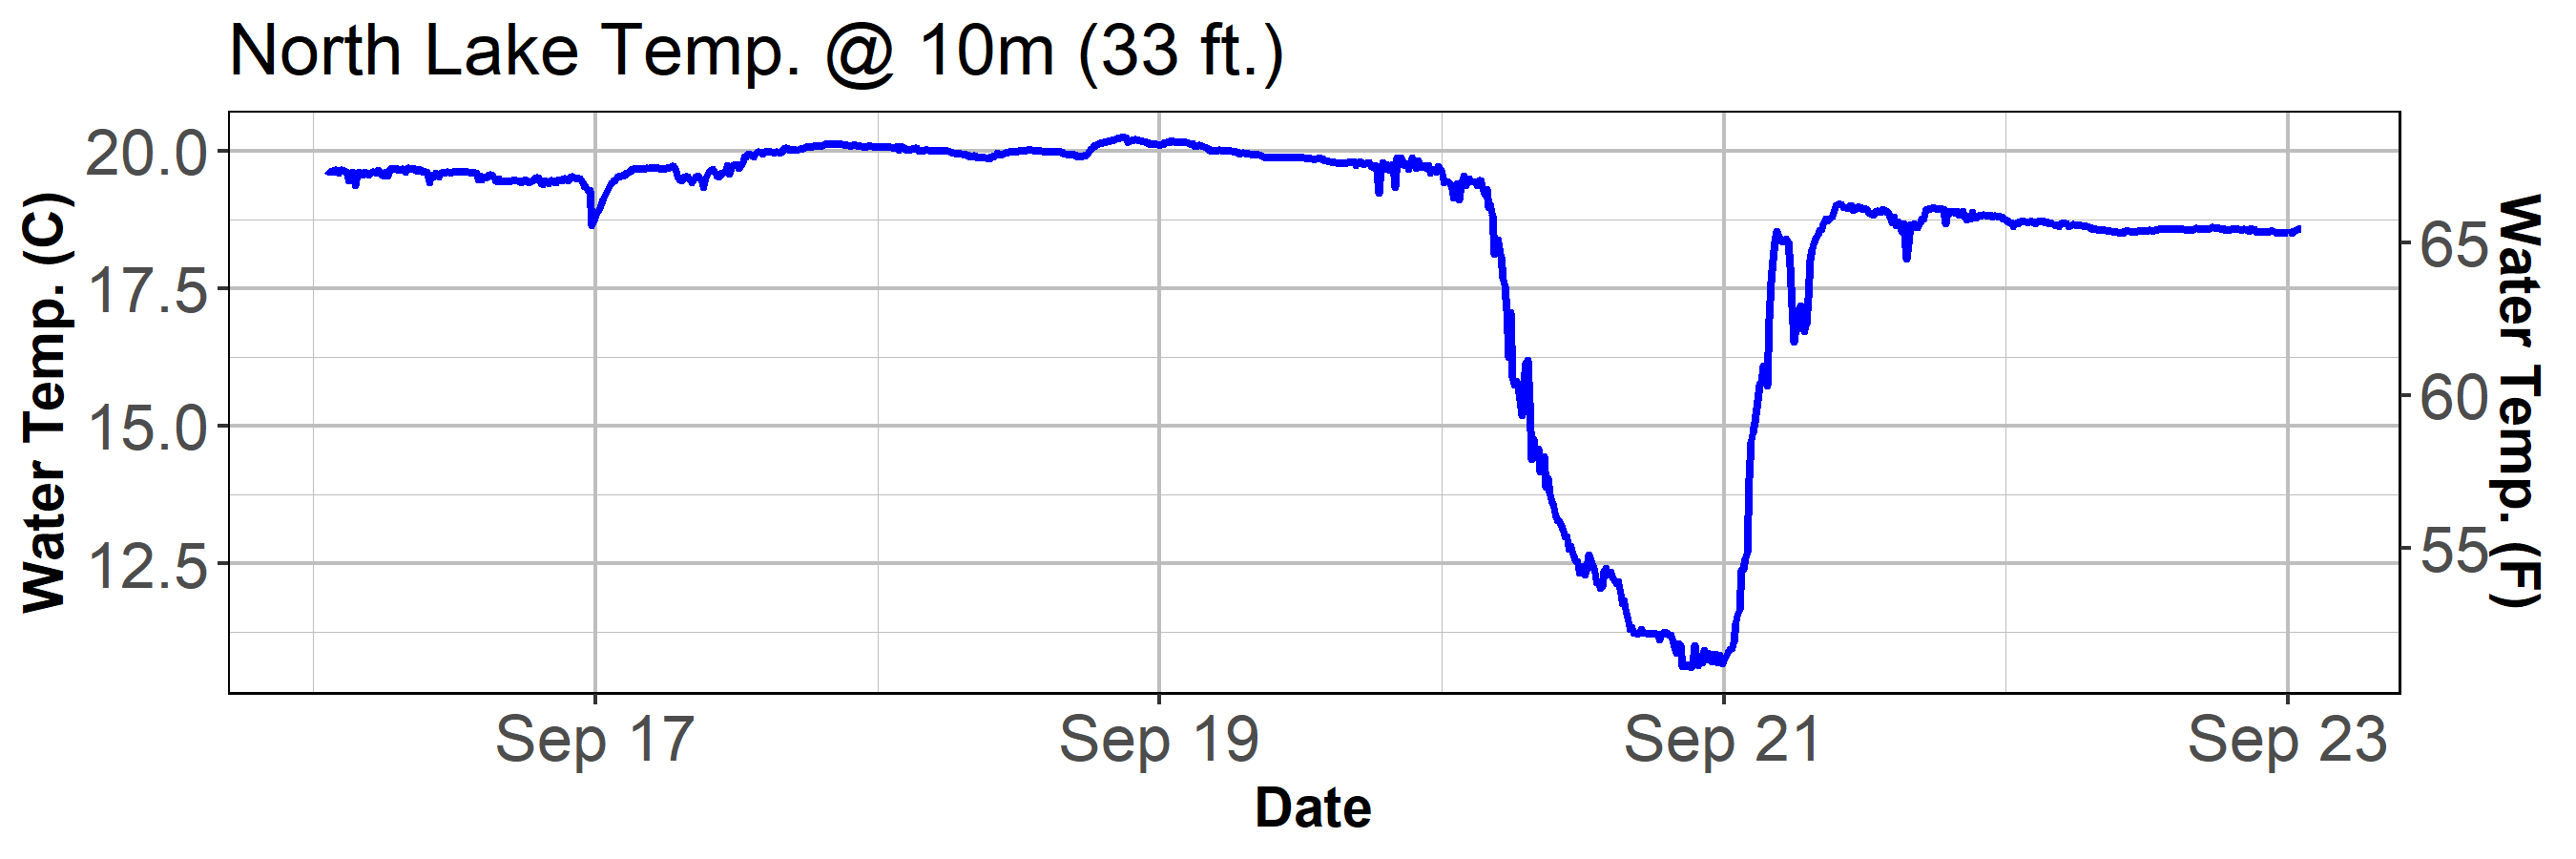 North Lake Temp. @ 10m (33 ft.)
Water Temp. (C)
20.0
17.5
15.0
12.5
65
60
55
Water Temp. (F)
Sep 17 Sep 19 Sep 21 Sep 23
Date